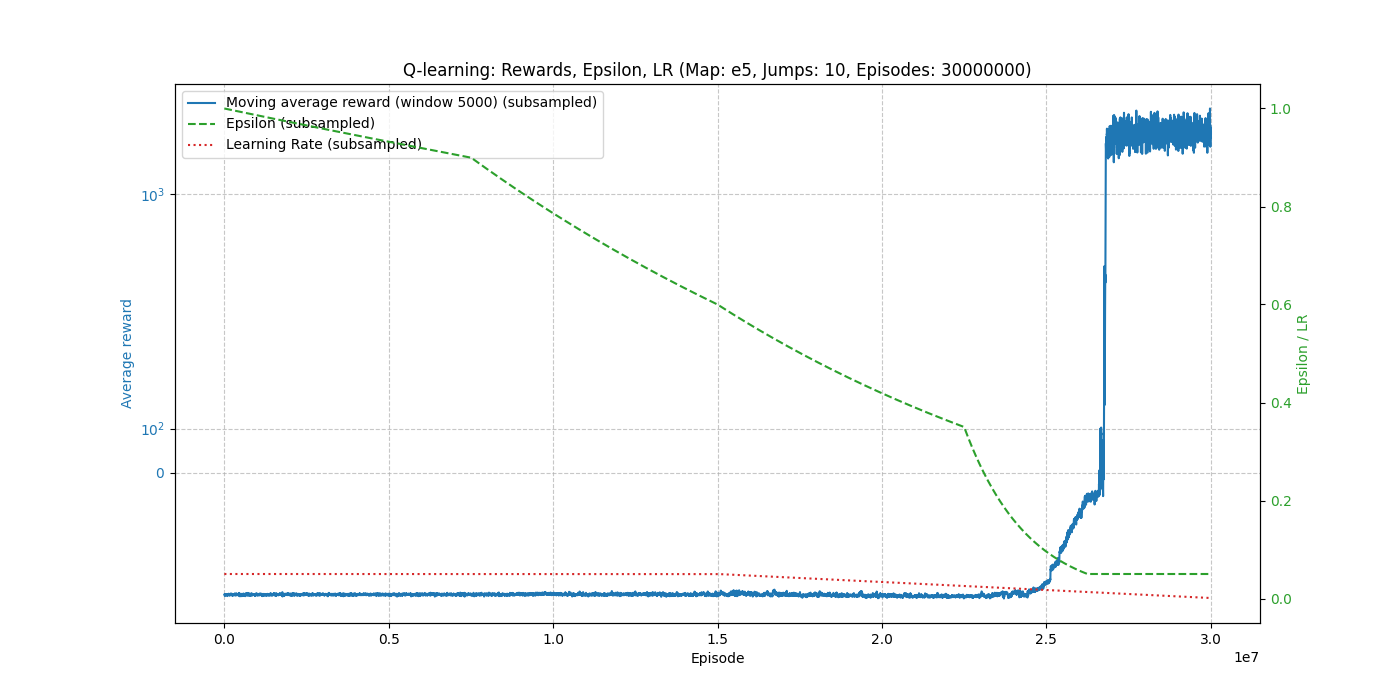 Q-learning: Rewards, Epsilon, LR (Map: e5, Jumps: 10, Episodes: 30000000)
Moving average reward (window 5000) (subsampled)
Epsilon (subsampled)
Learning Rate (subsampled)
Average reward
10³
10²
0
1.0
0.8
0.6
0.4
0.2
0.0
Epsilon / LR
0.0 0.5 1.0 1.5 2.0 2.5 3.0
1e7
Episode